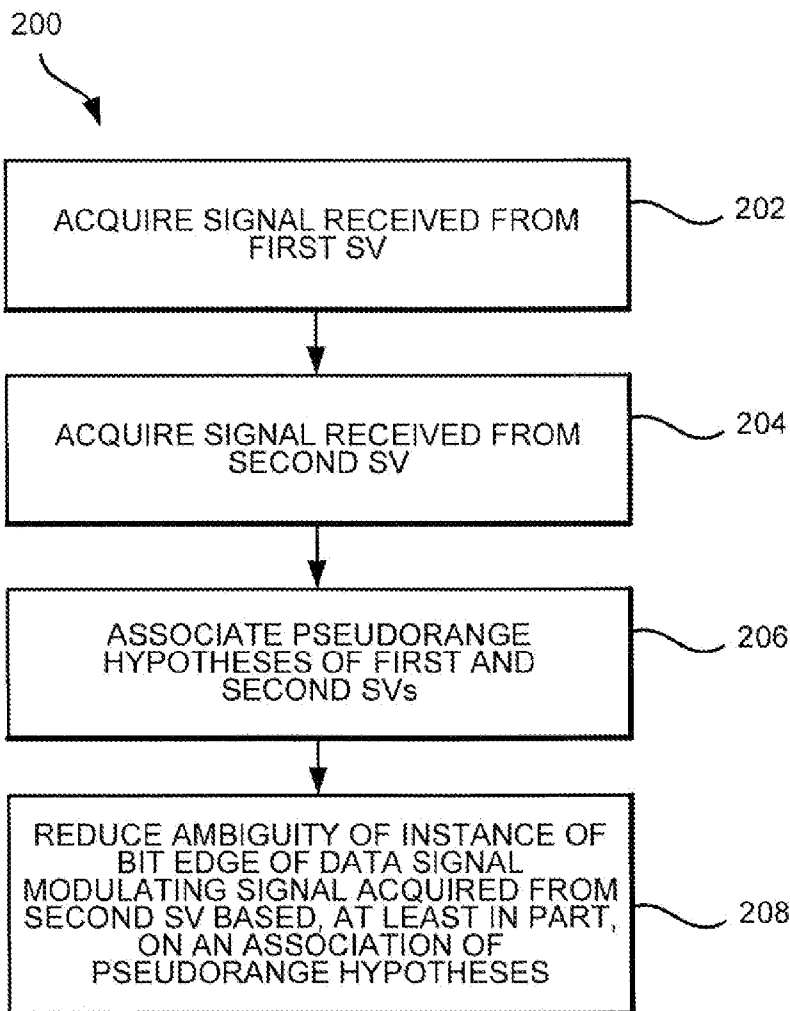 200
ACQUIRE SIGNAL RECEIVED FROM
FIRST SV
202
ACQUIRE SIGNAL RECEIVED FROM
SECOND SV
204
ASSOCIATE PSEUDORANGE
HYPOTHESES OF FIRST AND
SECOND SVs
206
REDUCE AMBIGUITY OF INSTANCE OF
BIT EDGE OF DATA SIGNAL
MODULATING SIGNAL ACQUIRED FROM
SECOND SV BASED, AT LEAST IN PART,
ON AN ASSOCIATION OF
PSEUDORANGE HYPOTHESES
208